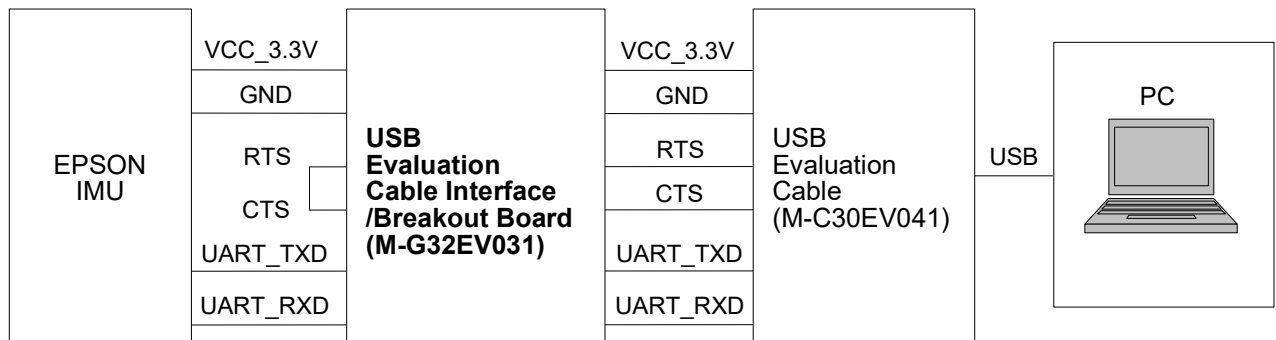 EPSON
IMU
VCC_3.3V
GND
RTS
CTS
UART_TXD
UART_RXD
USB
Evaluation
Cable Interface
/Breakout Board
(M-G32EV031)
VCC_3.3V
GND
RTS
CTS
UART_TXD
UART_RXD
USB
Evaluation
Cable
(M-C30EV041)
USB
PC